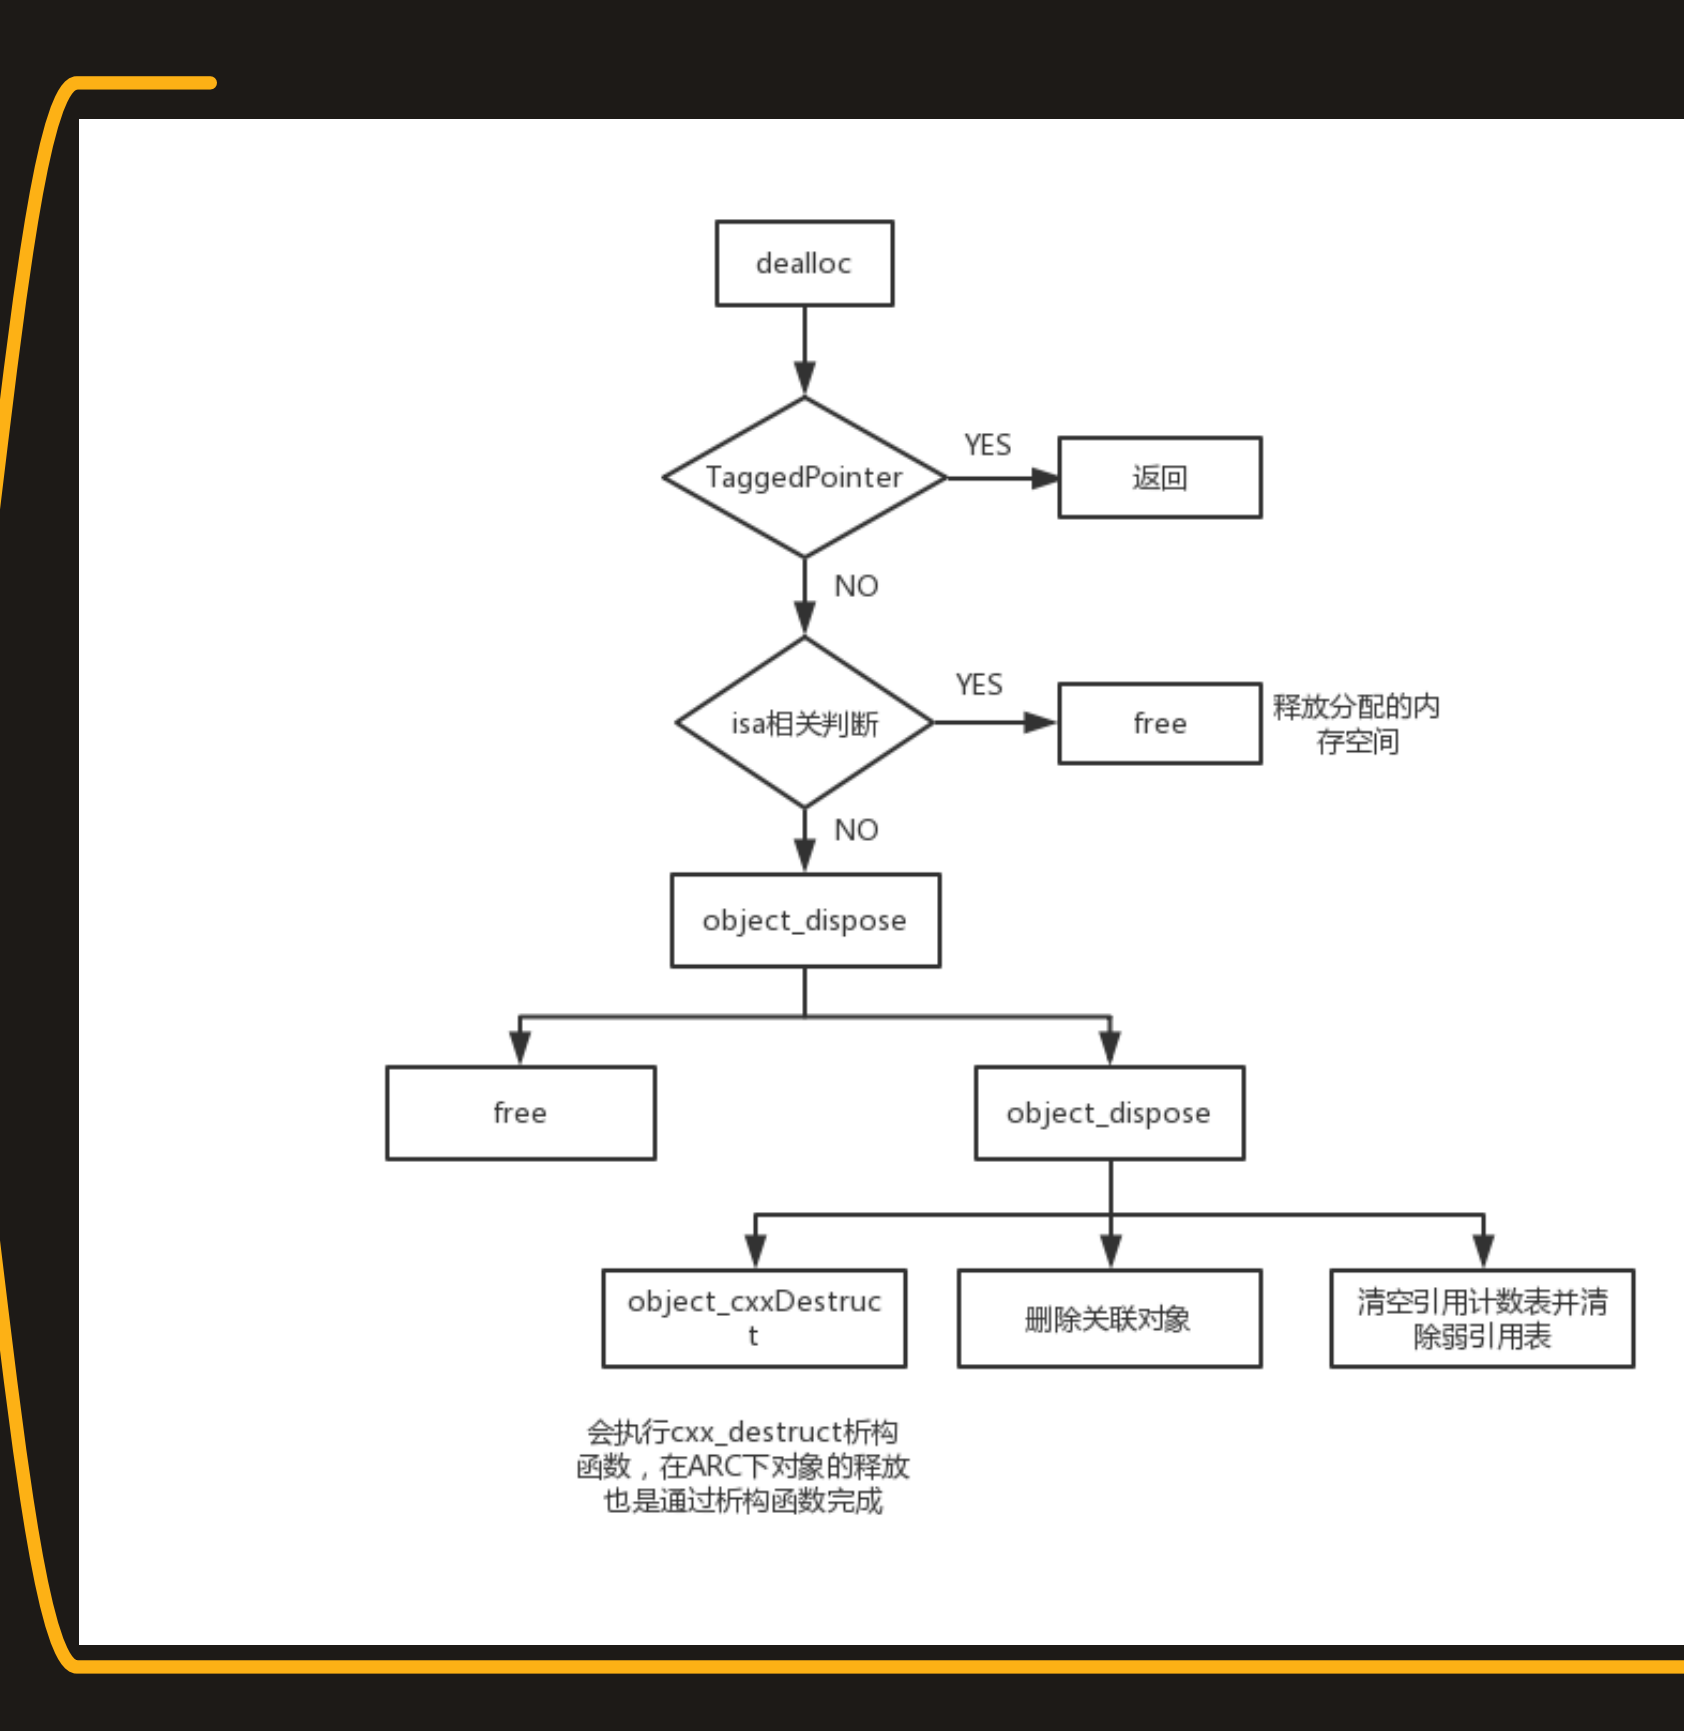 dealloc
TaggedPointer
YES
返回
NO
isa相关判断
YES
free
释放分配的内
存空间
NO
object_dispose
free
object_dispose
object_cxxDestruc
t
删除关联对象
清空引用计数表并清
除弱引用表
会执行cxx_destruct析构
函数，在ARC下对象的释放
也是通过析构函数完成